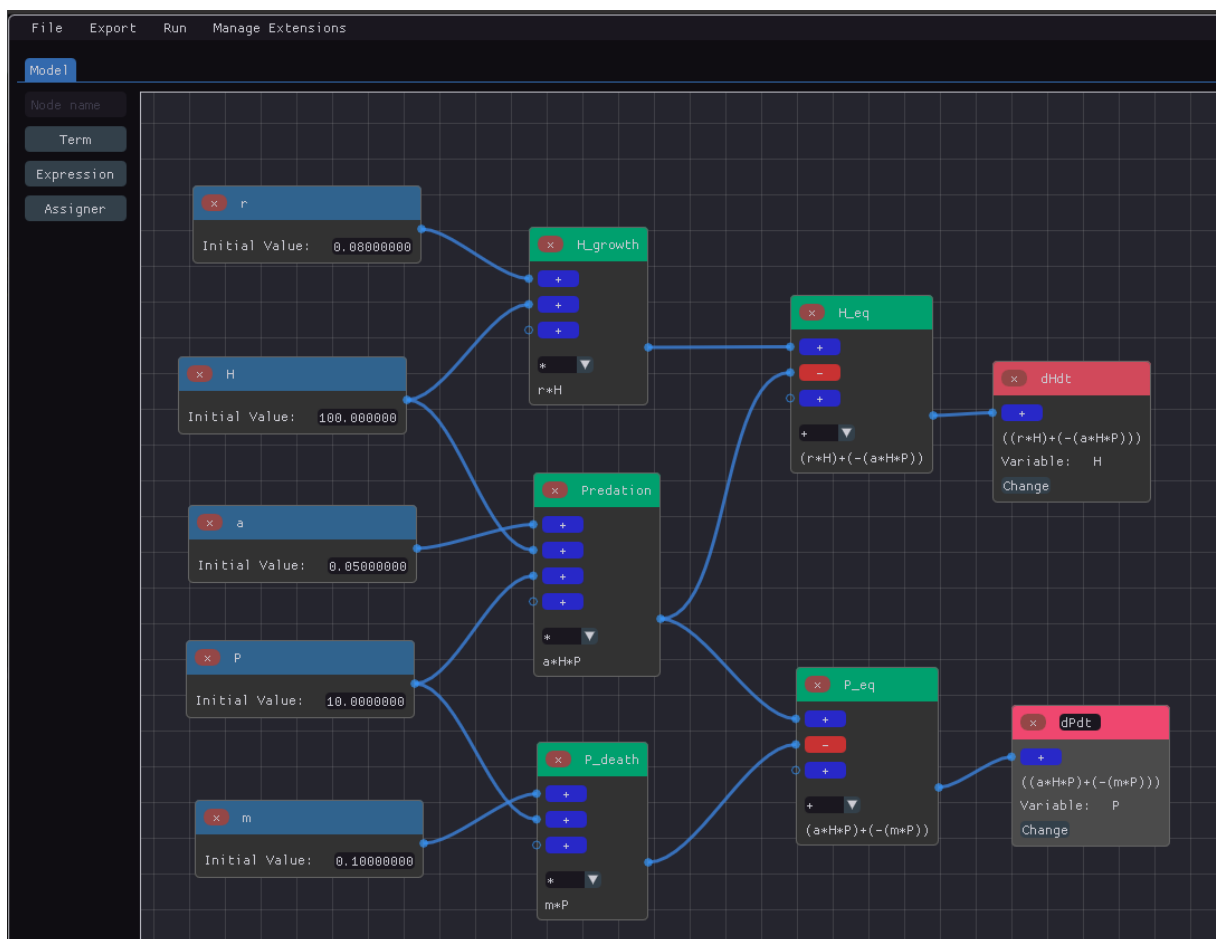 File Export Run Manage Extensions
Model
Node name
Term
Expression
Assigner
× r
Initial Value: 0.08000000
× H
Initial Value: 100.000000
× a
Initial Value: 0.05000000
× P
Initial Value: 10.0000000
× m
Initial Value: 0.10000000
× H_growth
+
+
+
* ▼
r*H
× Predation
+
+
+
+
* ▼
a*H*P
× P_death
+
+
+
* ▼
m*P
× H_eq
+
-
+
+ ▼
(r*H)+(-(a*H*P))
× P_eq
+
-
+
+ ▼
(a*H*P)+(-(m*P))
× dHdt
+
((r*H)+(-(a*H*P)))
Variable: H
Change
× dPdt
+
((a*H*P)+(-(m*P)))
Variable: P
Change